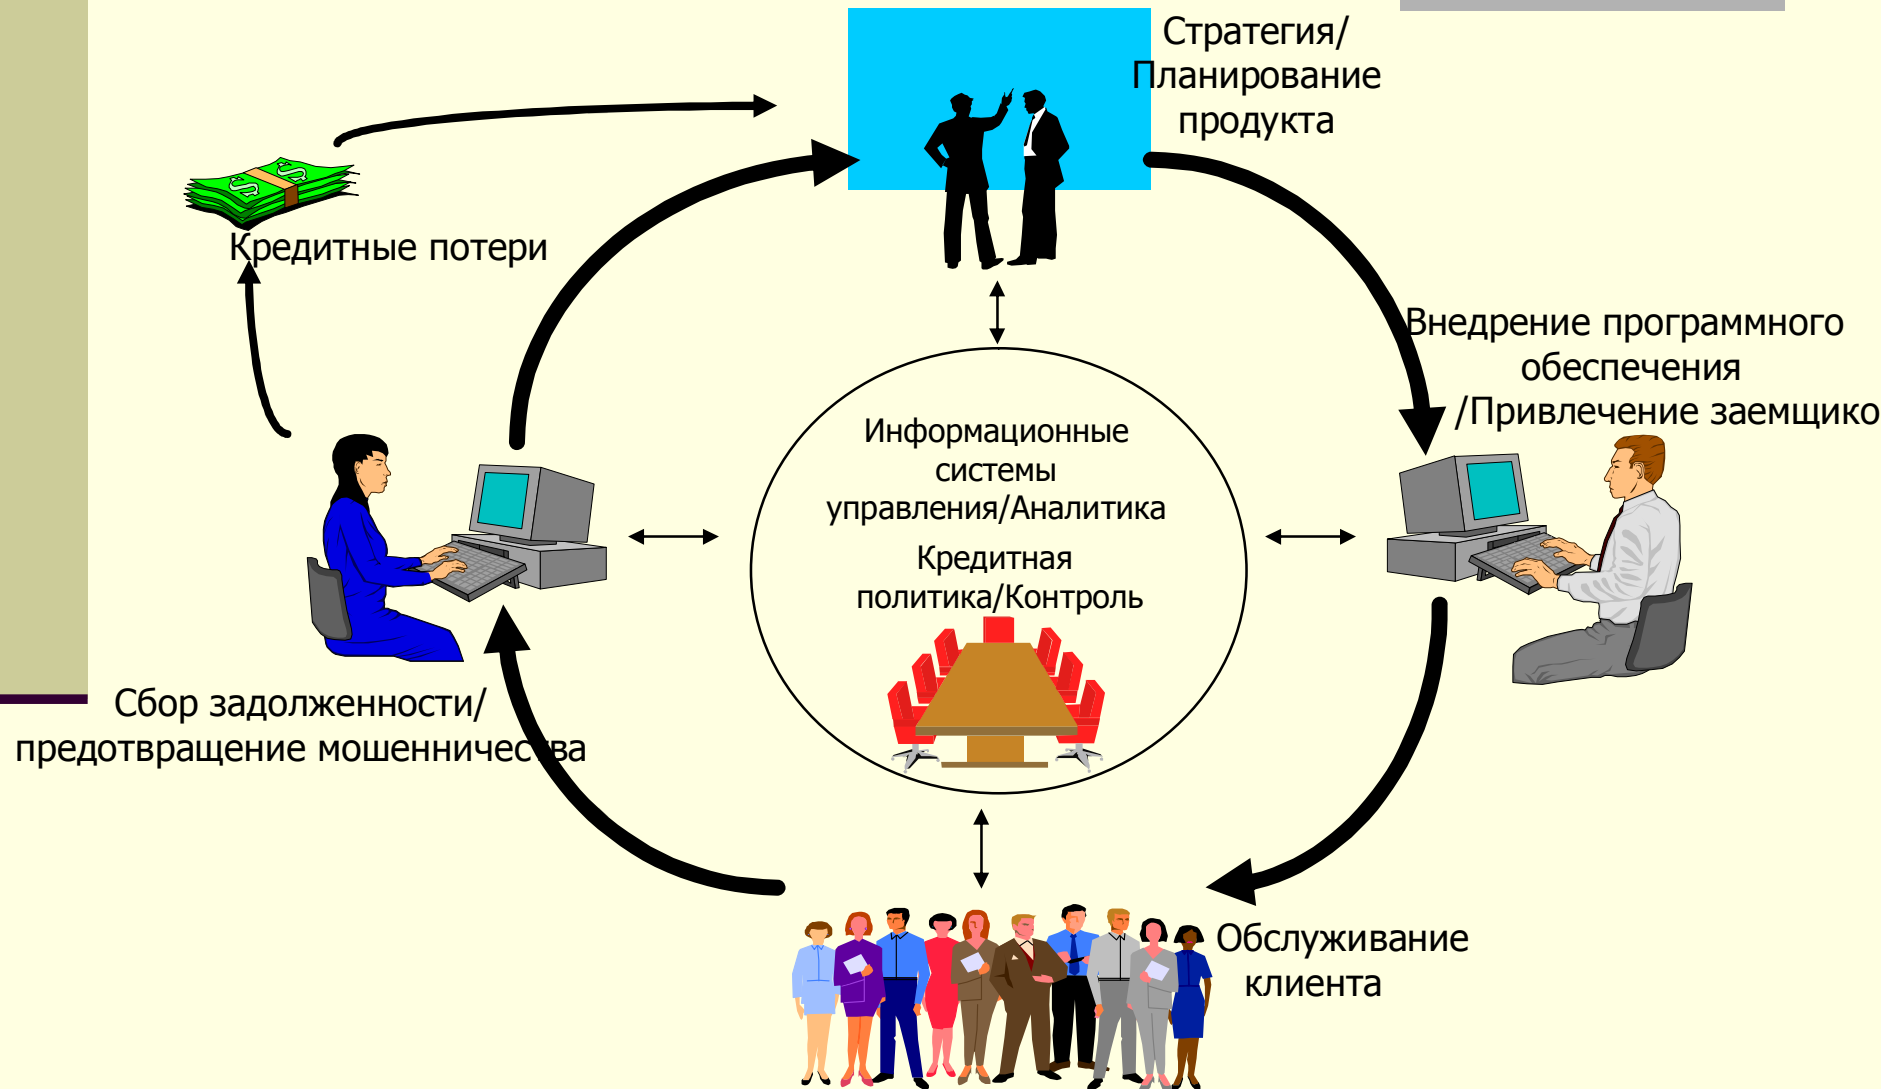 Стратегия/
Планирование
продукта
Кредитные потери
Внедрение программного
обеспечения
/Привлечение заемщико
Информационные
системы
управления/Аналитика
Кредитная
политика/Контроль
Сбор задолженности/
предотвращение мошенничества
Обслуживание
клиента